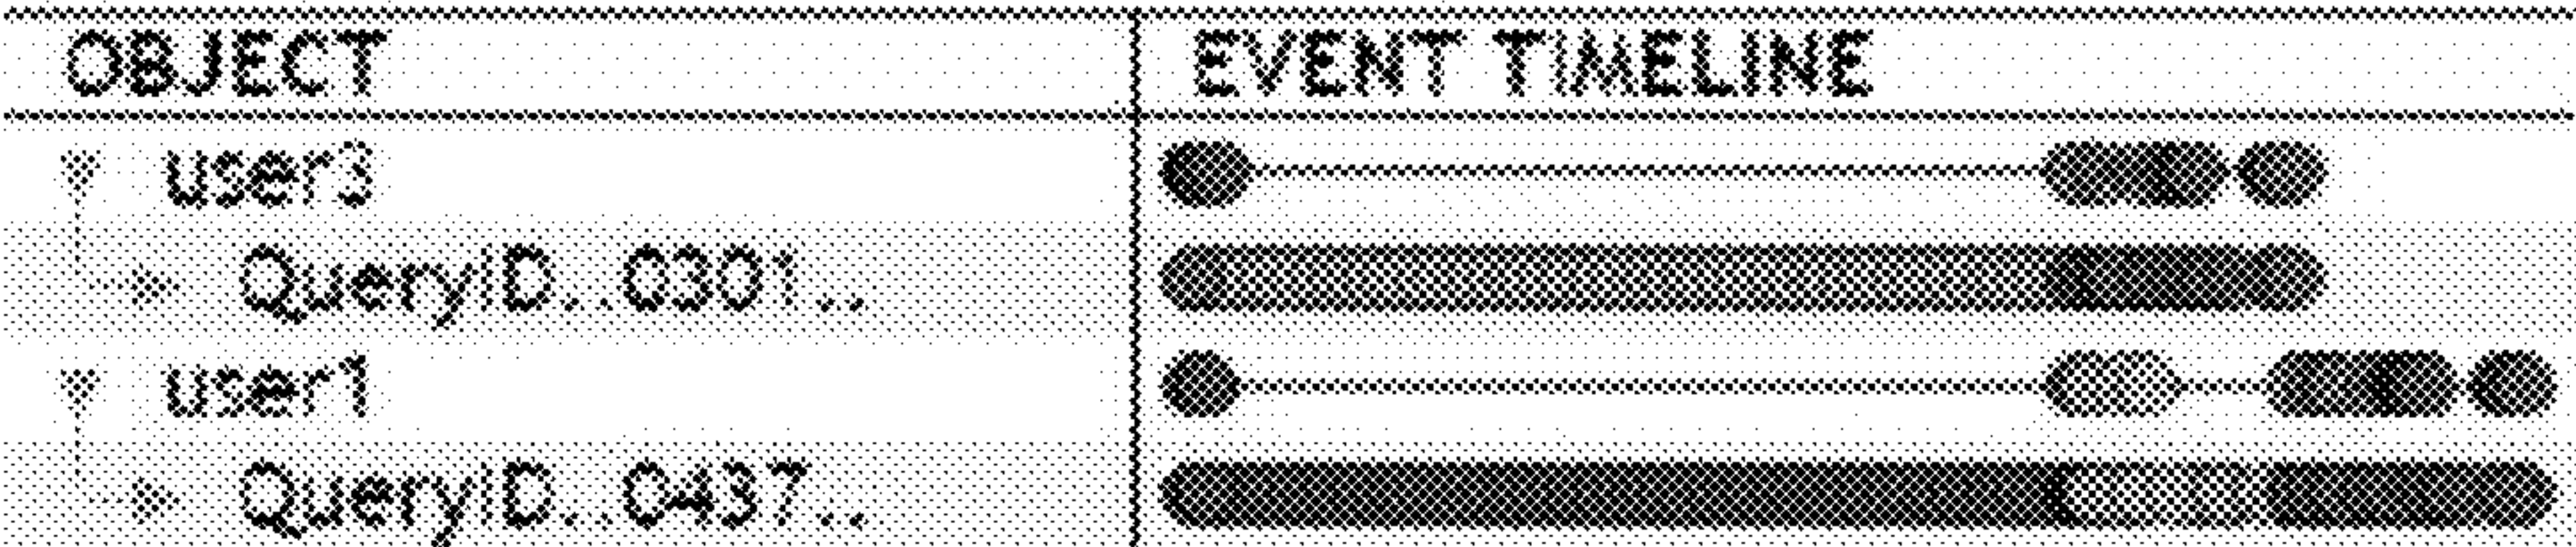 OBJECT EVENT TIMELINE
user3
QueryID..0301..
user1
QueryID..0437..